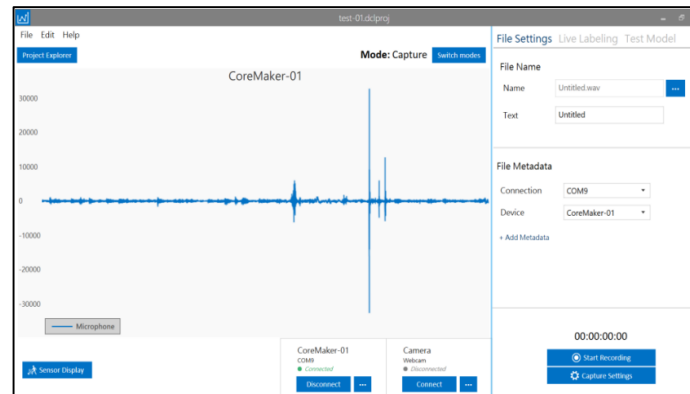 test-01.dclproj
File Edit Help
Project Explorer
Mode: Capture
Switch modes
CoreMaker-01
30000
20000
10000
0
-10000
-20000
-30000
Microphone
Sensor Display
CoreMaker-01
COM9
Connected
Disconnect
...
Camera
Webcam
Disconnected
Connect
...
File Settings Live Labeling Test Model
File Name
Name Untitled.wav ...
Text Untitled
File Metadata
Connection COM9
Device CoreMaker-01
+ Add Metadata
00:00:00:00
Start Recording
Capture Settings